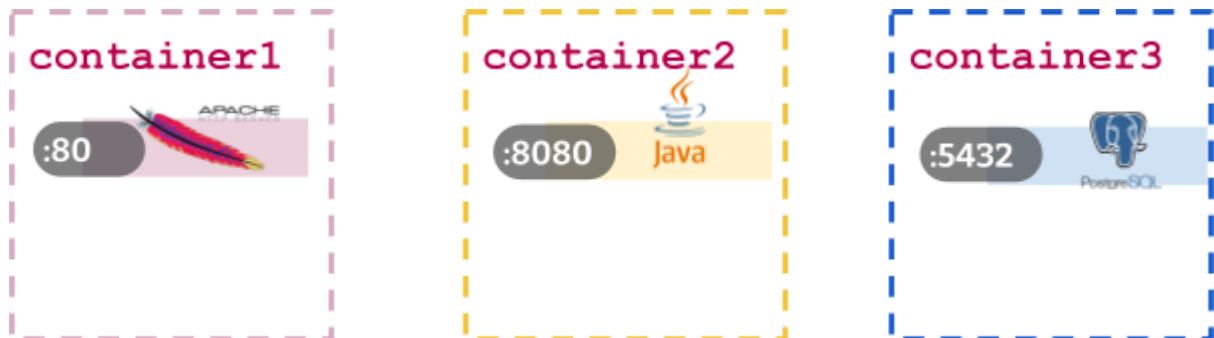 container1
APACHE
:80
container2
:8080
Java
container3
:5432
PostgreSQL